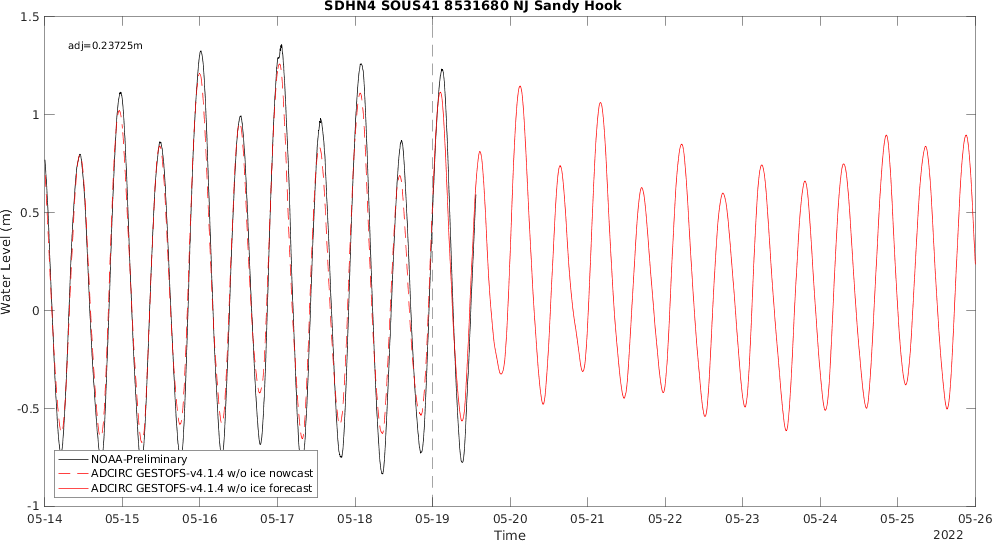 SDHN4 SOUS41 8531680 NJ Sandy Hook
adj=0.23725m
1.5
1
0.5
0
-0.5
-1
Water Level (m)
NOAA-Preliminary
ADCIRC GESTOFS-v4.1.4 w/o ice nowcast
ADCIRC GESTOFS-v4.1.4 w/o ice forecast
05-14 05-15 05-16 05-17 05-18 05-19 05-20 05-21 05-22 05-23 05-24 05-25 05-26
Time
2022